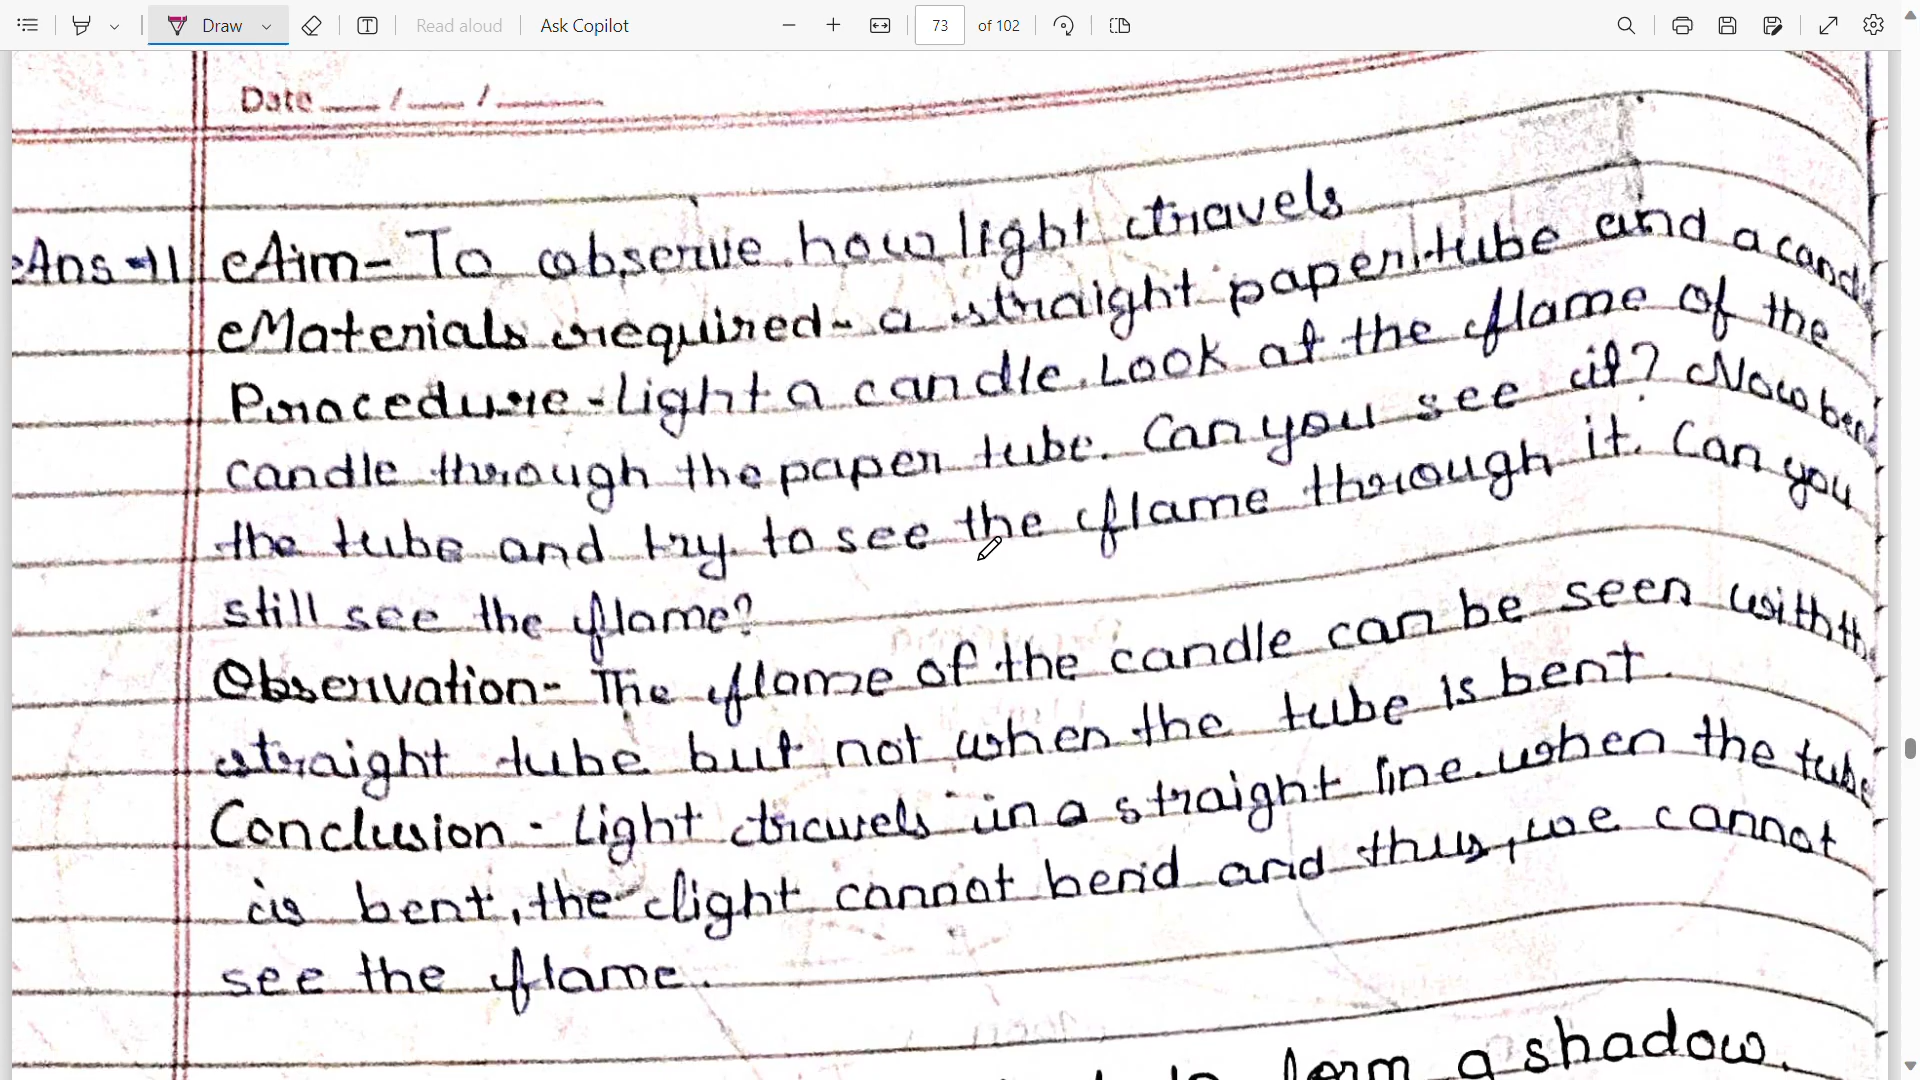 Draw
Read aloud
Ask Copilot
73 of 102
Date __/__/____
Ans-11 Aim- To observe how light travels
Materials required- a straight paper tube and a cand
Procedure- Light a candle. Look at the flame of the
candle through the paper tube. Can you see it? Now ben
the tube and try to see the flame through it. Can you
still see the flame?
Observation- The flame of the candle can be seen with th
straight tube but not when the tube is bent.
Conclusion - Light travels in a straight line. when the tube
is bent, the light cannot bend and thus, we cannot
see the flame.
form a shadow.